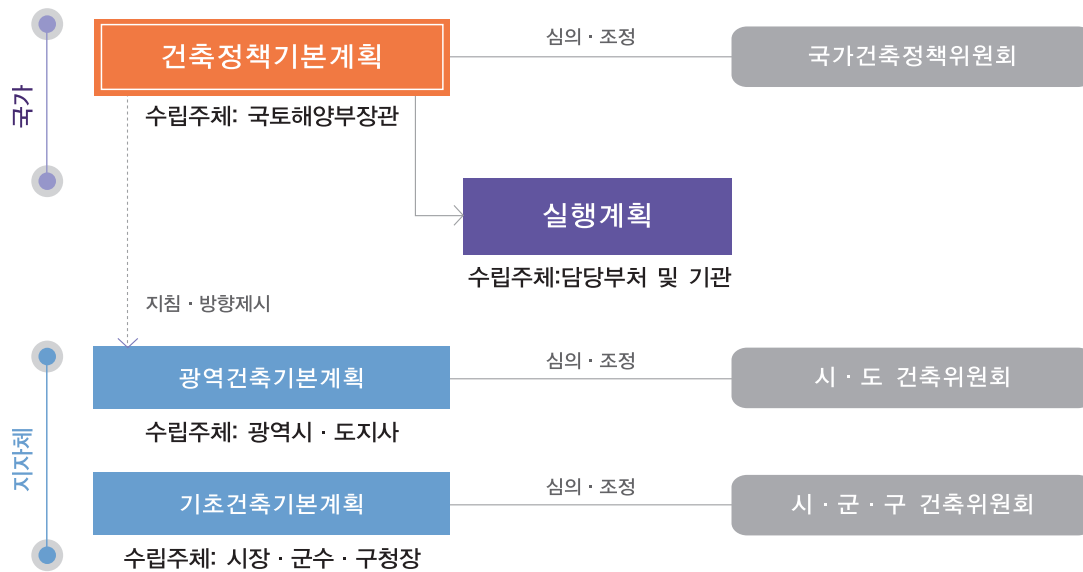 국가
건축정책기본계획
심의 · 조정
국가건축정책위원회
수립주체: 국토해양부장관
실행계획
수립주체:담당부처 및 기관
지침 · 방향제시
지자체
광역건축기본계획
심의 · 조정
시 · 도 건축위원회
수립주체: 광역시 · 도지사
기초건축기본계획
심의 · 조정
시 · 군 · 구 건축위원회
수립주체: 시장 · 군수 · 구청장